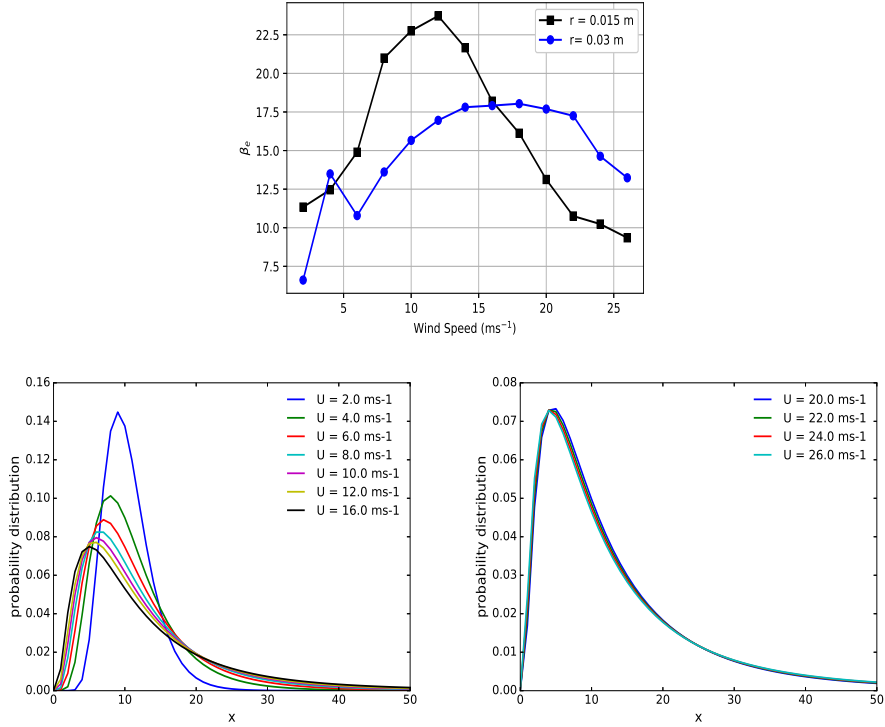 22.5
20.0
17.5
15.0
12.5
10.0
7.5
βₑ
5
10
15
20
25
Wind Speed (ms⁻¹)
r = 0.015 m
r= 0.03 m
0.16
0.14
0.12
0.10
0.08
0.06
0.04
0.02
0.00
probability distribution
0
10
20
30
40
50
x
U = 2.0 ms-1
U = 4.0 ms-1
U = 6.0 ms-1
U = 8.0 ms-1
U = 10.0 ms-1
U = 12.0 ms-1
U = 16.0 ms-1
0.08
0.07
0.06
0.05
0.04
0.03
0.02
0.01
0.00
probability distribution
0
10
20
30
40
50
x
U = 20.0 ms-1
U = 22.0 ms-1
U = 24.0 ms-1
U = 26.0 ms-1